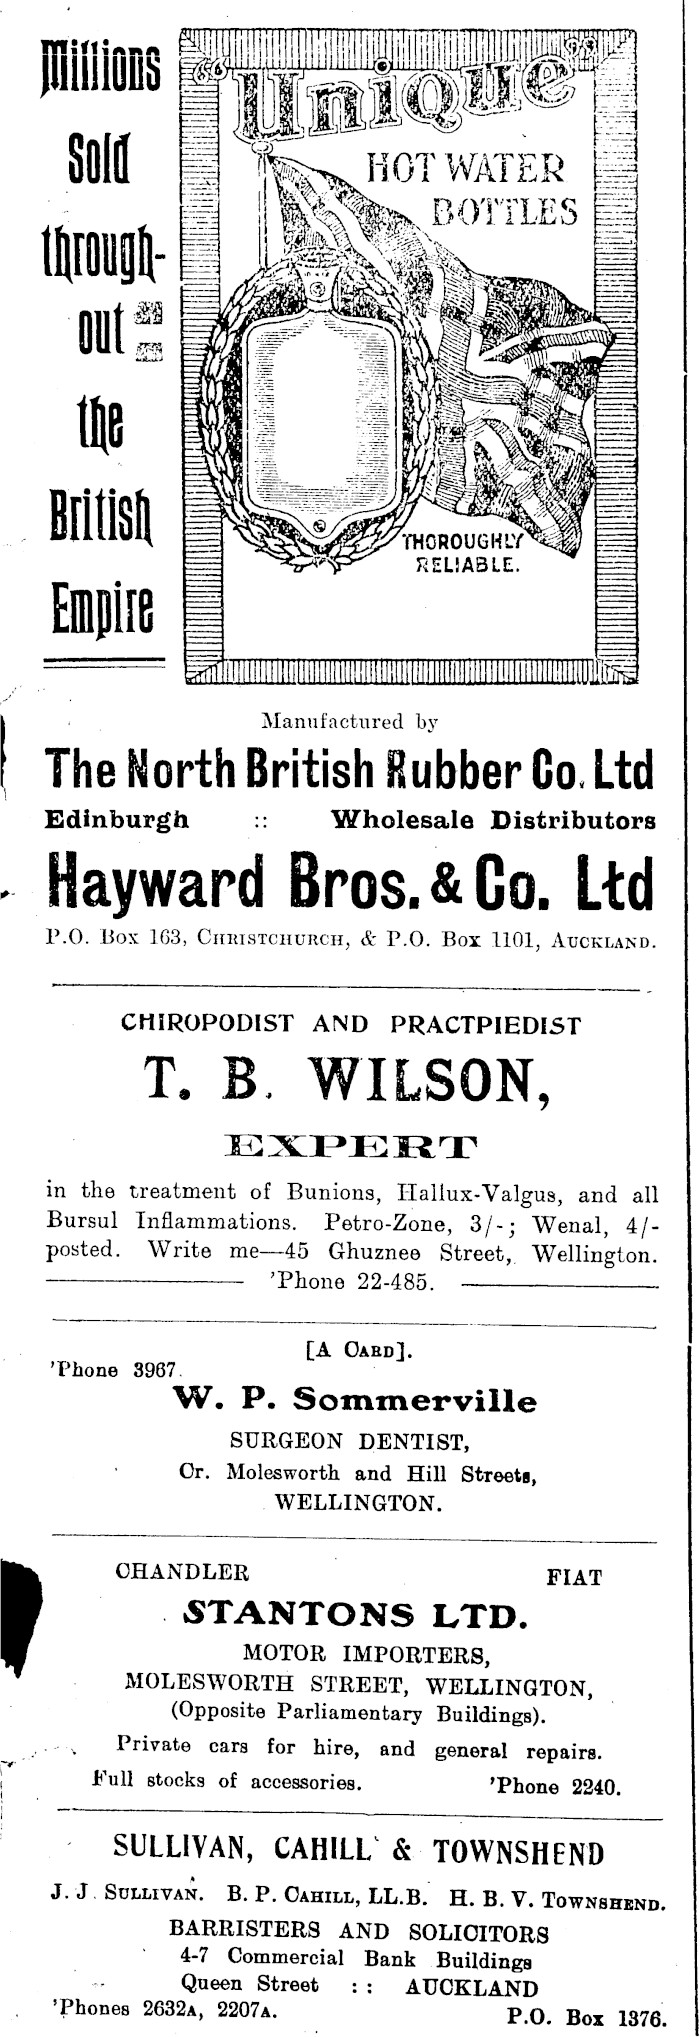 Millions
Sold
through-
out ::
the
British
Empire
"Unique"
HOT WATER
BOTTLES
THOROUGHLY
RELIABLE.
Manufactured by
The North British Rubber Co. Ltd
Edinburgh :: Wholesale Distributors
Hayward Bros. & Co. Ltd
P.O. Box 163, CHRISTCHURCH, & P.O. Box 1101, AUCKLAND.
CHIROPODIST AND PRACTPIEDIST
T. B. WILSON,
EXPERT
in the treatment of Bunions, Hallux-Valgus, and all
Bursul Inflammations. Petro-Zone, 3/-; Wenal, 4/-
posted. Write me—45 Ghuznee Street, Wellington.
'Phone 22-485.
[A CARD].
'Phone 3967.
W. P. Sommerville
SURGEON DENTIST,
Cr. Molesworth and Hill Streets,
WELLINGTON.
CHANDLER FIAT
STANTONS LTD.
MOTOR IMPORTERS,
MOLESWORTH STREET, WELLINGTON,
(Opposite Parliamentary Buildings).
Private cars for hire, and general repairs.
Full stocks of accessories. 'Phone 2240.
SULLIVAN, CAHILL & TOWNSHEND
J. J. SULLIVAN. B. P. CAHILL, LL.B. H. B. V. TOWNSHEND.
BARRISTERS AND SOLICITORS
4-7 Commercial Bank Buildings
Queen Street :: AUCKLAND
'Phones 2632A, 2207A. P.O. Box 1376.